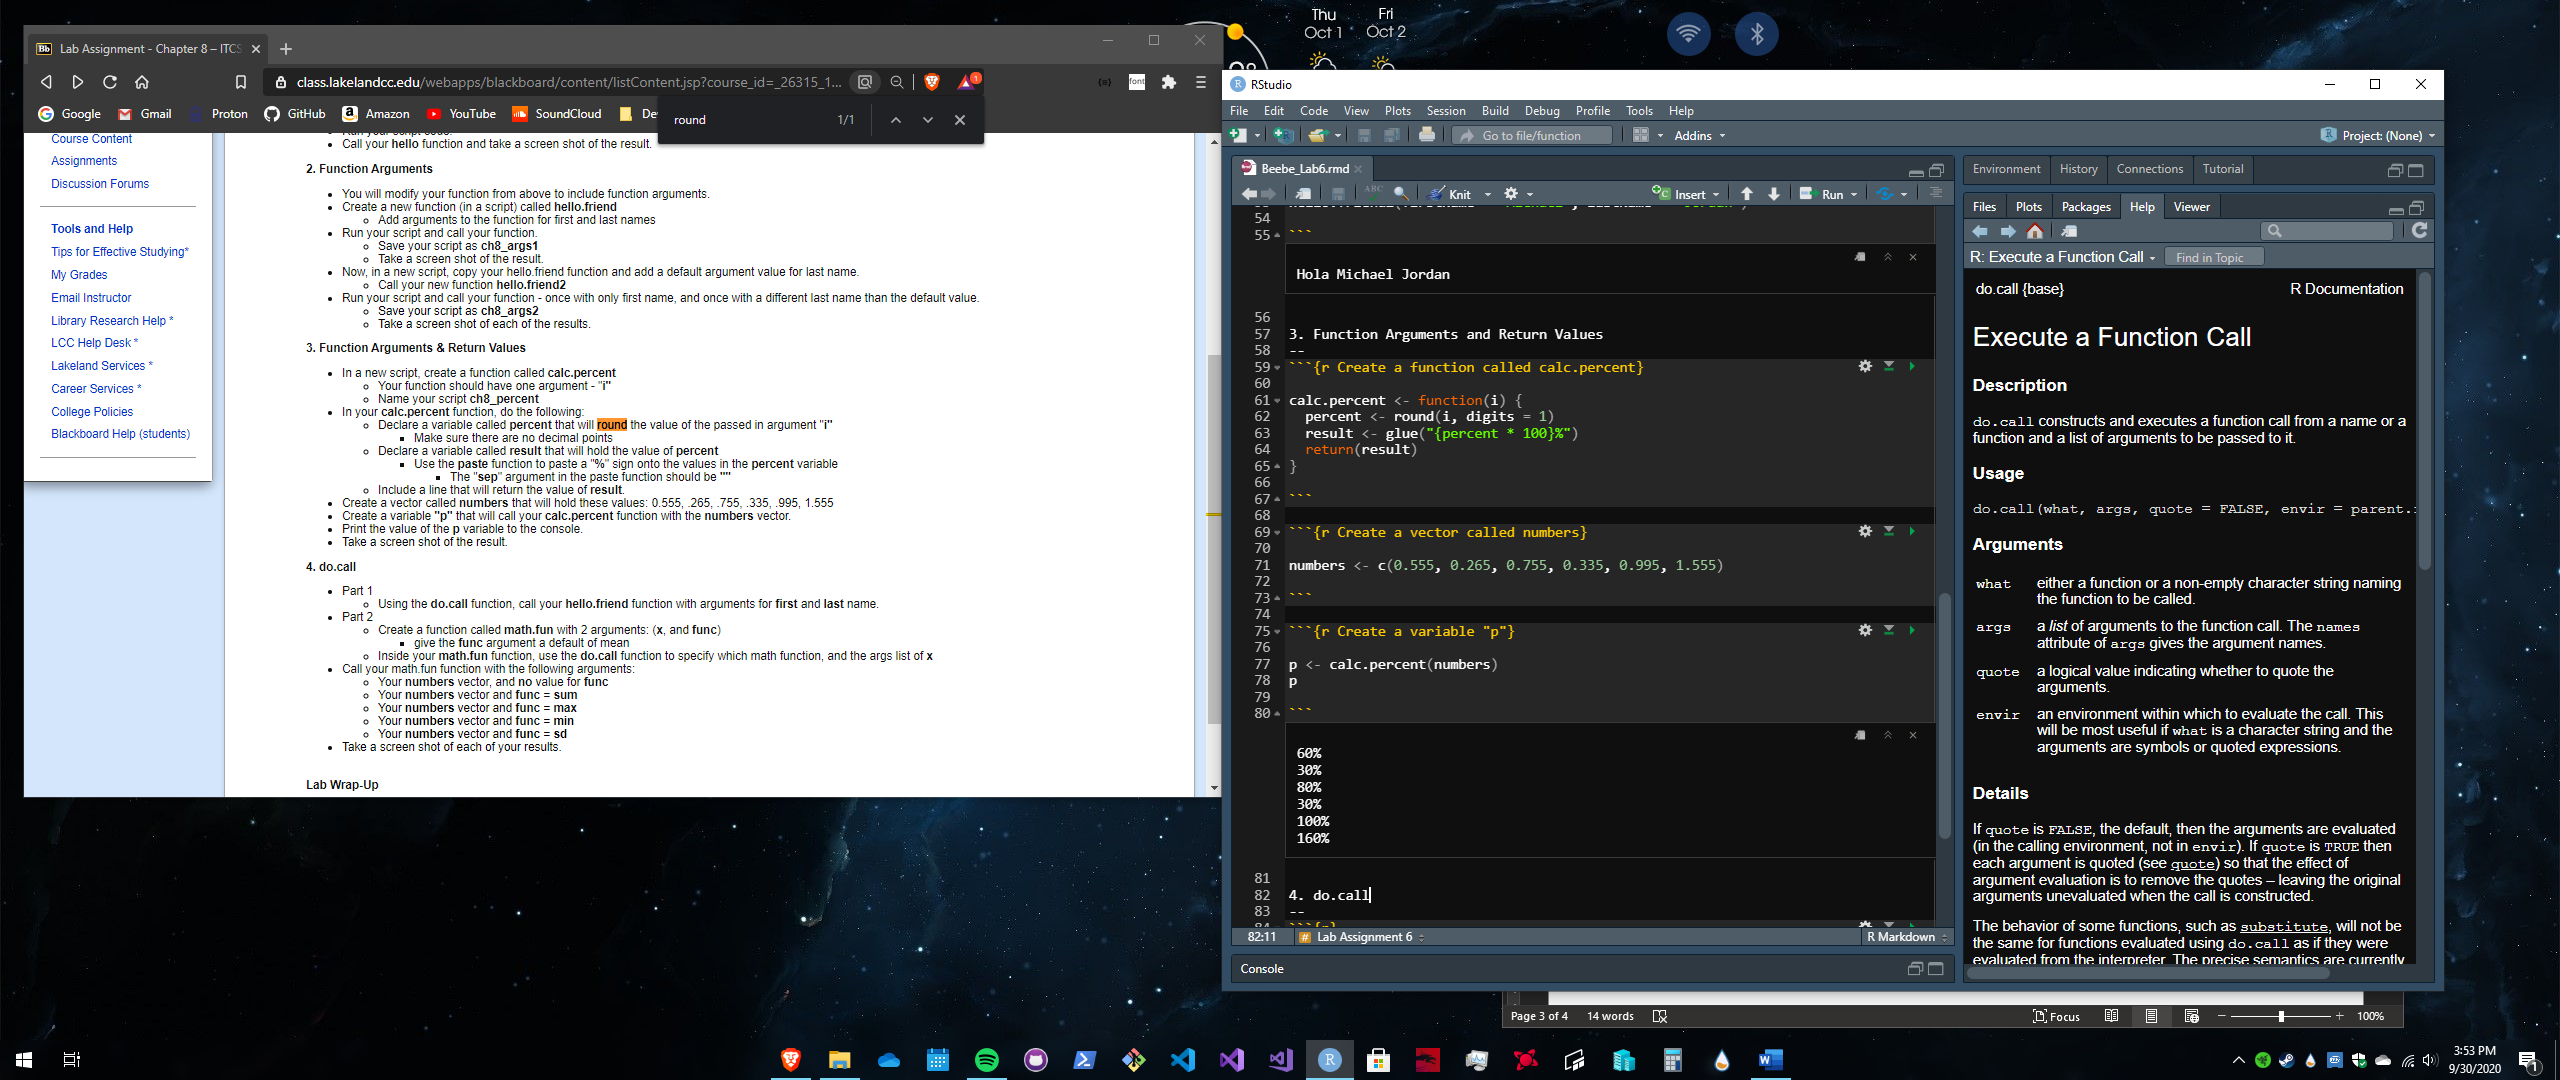 Thu
Oct 1
Fri
Oct 2
Lab Assignment - Chapter 8 – ITCS
class.lakelandcc.edu/webapps/blackboard/content/listContent.jsp?course_id=_26315_1...
Google
Gmail
Proton
GitHub
Amazon
YouTube
SoundCloud
round
1/1
Course Content
Assignments
Discussion Forums
Tools and Help
Tips for Effective Studying*
My Grades
Email Instructor
Library Research Help *
LCC Help Desk *
Lakeland Services *
Career Services *
College Policies
Blackboard Help (students)
Run your script code.
Call your hello function and take a screen shot of the result.
2. Function Arguments
You will modify your function from above to include function arguments.
Create a new function (in a script) called hello.friend
Add arguments to the function for first and last names
Run your script and call your function.
Save your script as ch8_args1
Take a screen shot of the result.
Now, in a new script, copy your hello.friend function and add a default argument value for last name.
Call your new function hello.friend2
Run your script and call your function - once with only first name, and once with a different last name than the default value.
Save your script as ch8_args2
Take a screen shot of each of the results.
3. Function Arguments & Return Values
In a new script, create a function called calc.percent
Your function should have one argument - "i"
Name your script ch8_percent
In your calc.percent function, do the following:
Declare a variable called percent that will round the value of the passed in argument "i"
Make sure there are no decimal points
Declare a variable called result that will hold the value of percent
Use the paste function to paste a "%" sign onto the values in the percent variable
The "sep" argument in the paste function should be ""
Include a line that will return the value of result.
Create a vector called numbers that will hold these values: 0.555, .265, .755, .335, .995, 1.555
Create a variable "p" that will call your calc.percent function with the numbers vector.
Print the value of the p variable to the console.
Take a screen shot of the result.
4. do.call
Part 1
Using the do.call function, call your hello.friend function with arguments for first and last name.
Part 2
Create a function called math.fun with 2 arguments: (x, and func)
give the func argument a default of mean
Inside your math.fun function, use the do.call function to specify which math function, and the args list of x
Call your math.fun function with the following arguments:
Your numbers vector, and no value for func
Your numbers vector and func = sum
Your numbers vector and func = max
Your numbers vector and func = min
Your numbers vector and func = sd
Take a screen shot of each of your results.
Lab Wrap-Up
RStudio
File Edit Code View Plots Session Build Debug Profile Tools Help
Go to file/function
Addins
Project: (None)
Beebe_Lab6.rmd
Knit
Insert
Run
54
55 ```
Hola Michael Jordan
56
57 3. Function Arguments and Return Values
58 --
59 ```{r Create a function called calc.percent}
60
61 calc.percent <- function(i) {
62 percent <- round(i, digits = 1)
63 result <- glue("{percent * 100}%")
64 return(result)
65 }
66
67 ```
68
69 ```{r Create a vector called numbers}
70
71 numbers <- c(0.555, 0.265, 0.755, 0.335, 0.995, 1.555)
72
73 ```
74
75 ```{r Create a variable "p"}
76
77 p <- calc.percent(numbers)
78 p
79
80 ```
60%
30%
80%
30%
100%
160%
81
82 4. do.call
83 --
84 ```{r}
82:11
Lab Assignment 6
R Markdown
Console
Environment History Connections Tutorial
Files Plots Packages Help Viewer
R: Execute a Function Call
Find in Topic
do.call {base}
R Documentation
Execute a Function Call
Description
do.call constructs and executes a function call from a name or a
function and a list of arguments to be passed to it.
Usage
do.call(what, args, quote = FALSE, envir = parent.
Arguments
what either a function or a non-empty character string naming
the function to be called.
args a list of arguments to the function call. The names
attribute of args gives the argument names.
quote a logical value indicating whether to quote the
arguments.
envir an environment within which to evaluate the call. This
will be most useful if what is a character string and the
arguments are symbols or quoted expressions.
Details
If quote is FALSE, the default, then the arguments are evaluated
(in the calling environment, not in envir). If quote is TRUE then
each argument is quoted (see quote) so that the effect of
argument evaluation is to remove the quotes – leaving the original
arguments unevaluated when the call is constructed.
The behavior of some functions, such as substitute, will not be
the same for functions evaluated using do.call as if they were
evaluated from the interpreter. The precise semantics are currently
Page 3 of 4
14 words
Focus
100%
3:53 PM
9/30/2020